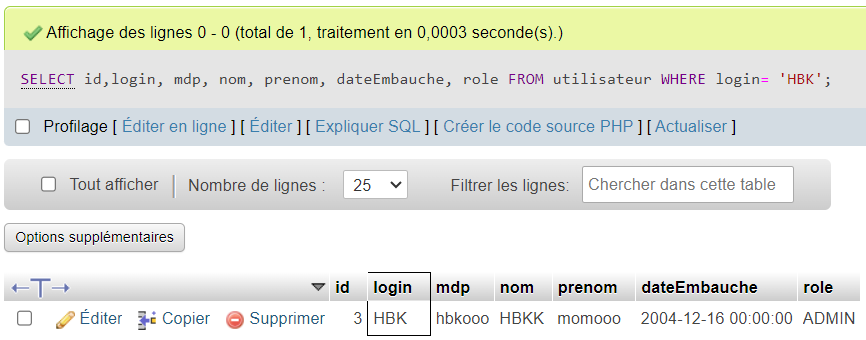 Affichage des lignes 0 - 0 (total de 1, traitement en 0,0003 seconde(s).)
SELECT id,login, mdp, nom, prenom, dateEmbauche, role FROM utilisateur WHERE login= 'HBK';
Profilage [ Éditer en ligne ] [ Éditer ] [ Expliquer SQL ] [ Créer le code source PHP ] [ Actualiser ]
Tout afficher Nombre de lignes : 25 Filtrer les lignes: Chercher dans cette table
Options supplémentaires
id login mdp nom prenom dateEmbauche role
Éditer Copier Supprimer 3 HBK hbkooo HBKK momooo 2004-12-16 00:00:00 ADMIN